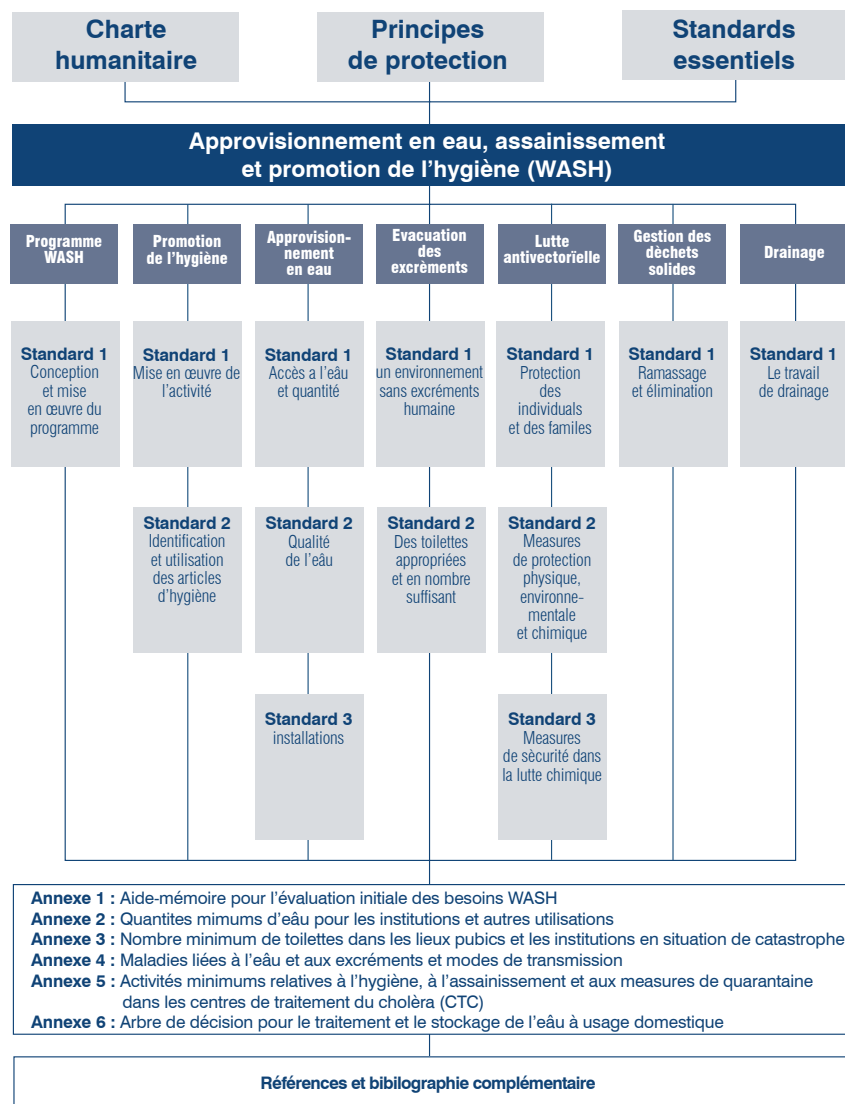 Charte
humanitaire
Principes
de protection
Standards
essentiels
Approvisionnement en eau, assainissement
et promotion de l'hygiène (WASH)
Programme
WASH
Promotion
de l'hygiène
Approvision-
nement
en eau
Evacuation
des
excrèments
Lutte
antivectorïelle
Gestion des
dèchets
solides
Drainage
Standard 1
Conception
et mise
en œuvre du
programme
Standard 1
Mise en œuvre de
l'activité
Standard 1
Accès a l'eâu
et quantité
Standard 1
un environnement
sans excréments
humaine
Standard 1
Protection
des
individuals
et des familes
Standard 1
Ramassage
et élimination
Standard 1
Le travail
de drainage
Standard 2
Identification
et utilisation
des articles
d'hygiène
Standard 2
Qualité
de l'eâu
Standard 2
Des toilettes
appropriées
et en nombre
suffisant
Standard 2
Measures
de protection
physique,
environne-
mentale
et chimique
Standard 3
installations
Standard 3
Measures
de sècurité dans
la lutte chimique
Annexe 1 : Aide-mémoire pour l'évaluation initiale des besoins WASH
Annexe 2 : Quantites mimums d'eâu pour les institutions et autres utilisations
Annexe 3 : Nombre minimum de toilettes dans les lieux pubics et les institutions en situation de catastrophe
Annexe 4 : Maladies liées à l'eâu et aux excréments et modes de transmission
Annexe 5 : Activités minimums relatives à l'hygiène, à l'assainissement et aux measures de quarantaine
dans les centres de traitement du cholèra (CTC)
Annexe 6 : Arbre de décision pour le traitement et le stockage de l'eâu à usage domestique
Références et bibilographie complémentaire